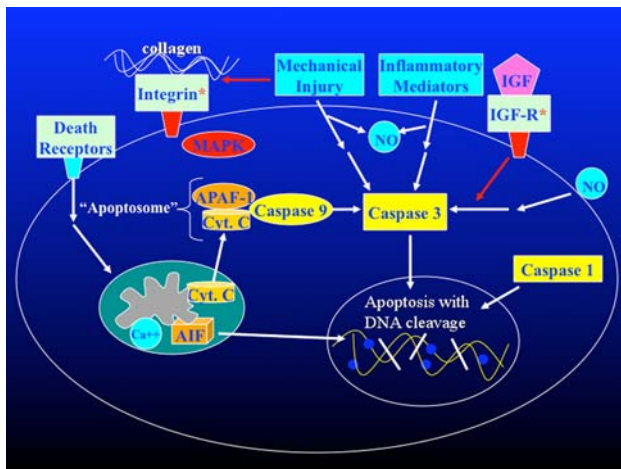 collagen
Mechanical
Injury
Inflammatory
Mediators
IGF
Integrin*
IGF-R*
Death
Receptors
MAPK
NO
NO
"Apoptosome"
APAF-1
Cyt. C
Caspase 9
Caspase 3
Caspase 1
Cyt. C
Ca++
AIF
Apoptosis with
DNA cleavage